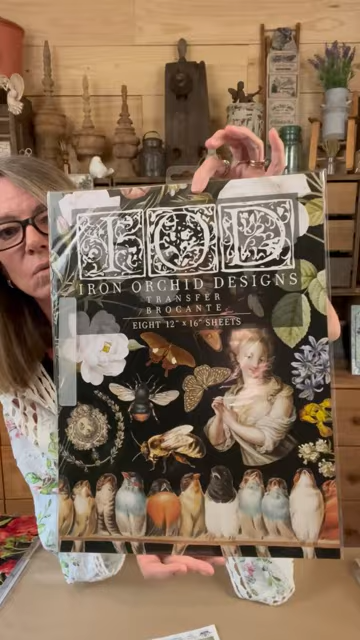 IOD
IRON ORCHID DESIGNS
TRANSFER
BROCANTE
EIGHT 12" x 16" SHEETS